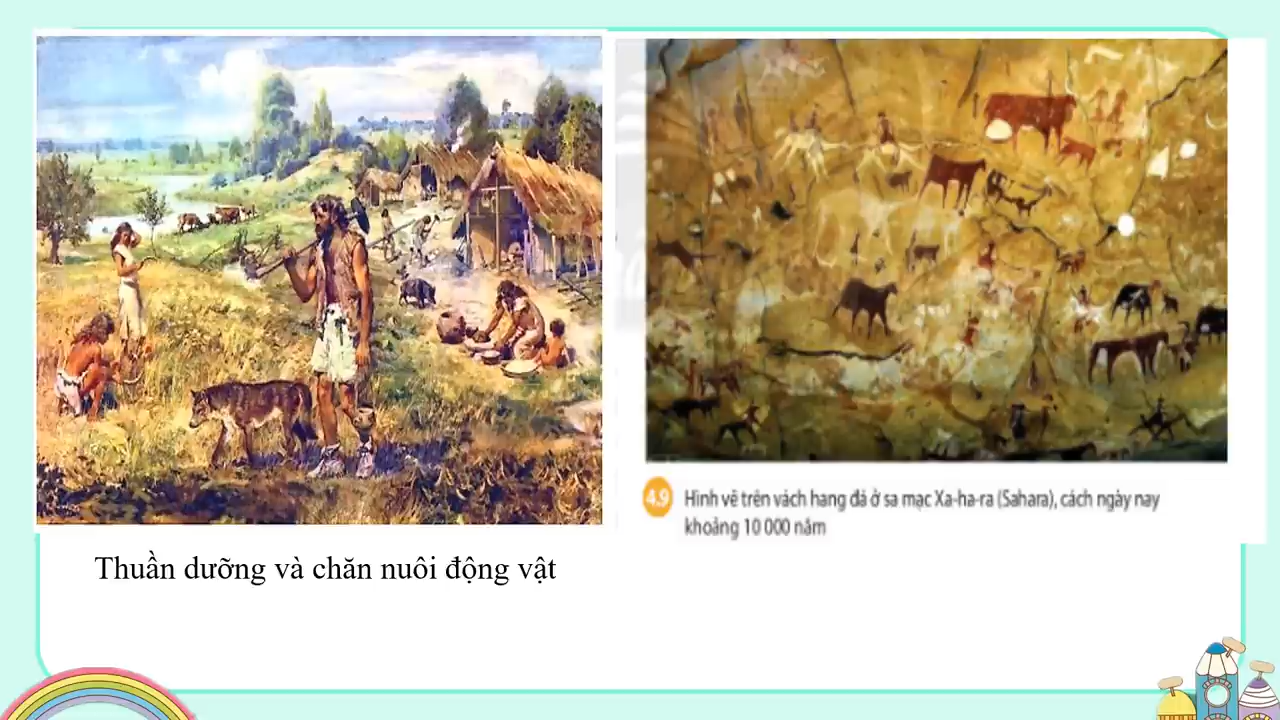 Thuần dưỡng và chăn nuôi động vật
4.9 Hình vẽ trên vách hang đá ở sa mạc Xa-ha-ra (Sahara), cách ngày nay
khoảng 10 000 năm